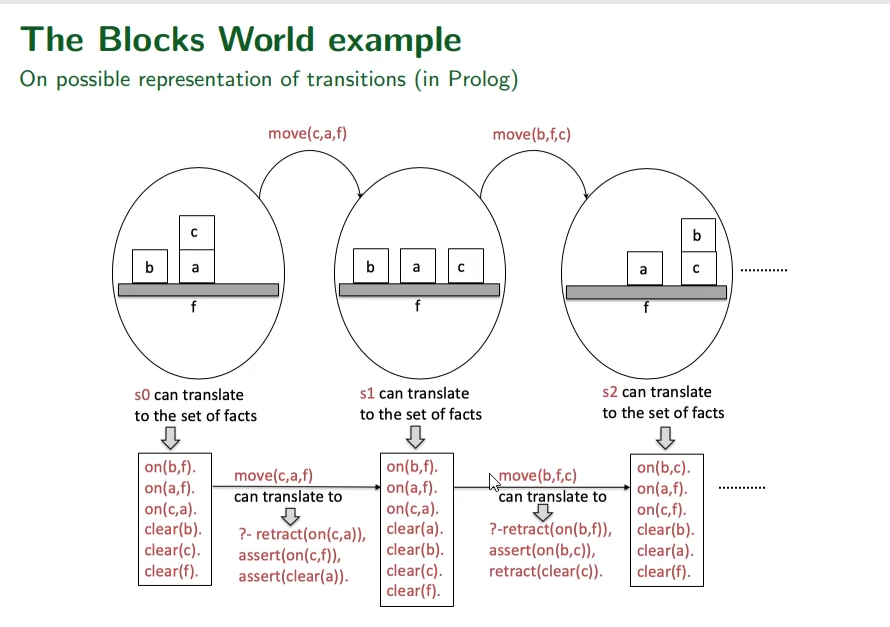 The Blocks World example
On possible representation of transitions (in Prolog)
move(c,a,f)
move(b,f,c)
c
b
a
f
b
a
c
f
b
a
c
f
............
s0 can translate
to the set of facts
s1 can translate
to the set of facts
s2 can translate
to the set of facts
on(b,f).
on(a,f).
on(c,a).
clear(b).
clear(c).
clear(f).
move(c,a,f)
can translate to
?- retract(on(c,a)),
assert(on(c,f)),
assert(clear(a)).
on(b,f).
on(a,f).
on(c,a).
clear(a).
clear(b).
clear(c).
clear(f).
move(b,f,c)
can translate to
?-retract(on(b,f)),
assert(on(b,c)),
retract(clear(c)).
on(b,c).
on(a,f).
on(c,f).
clear(b).
clear(a).
clear(f).
............